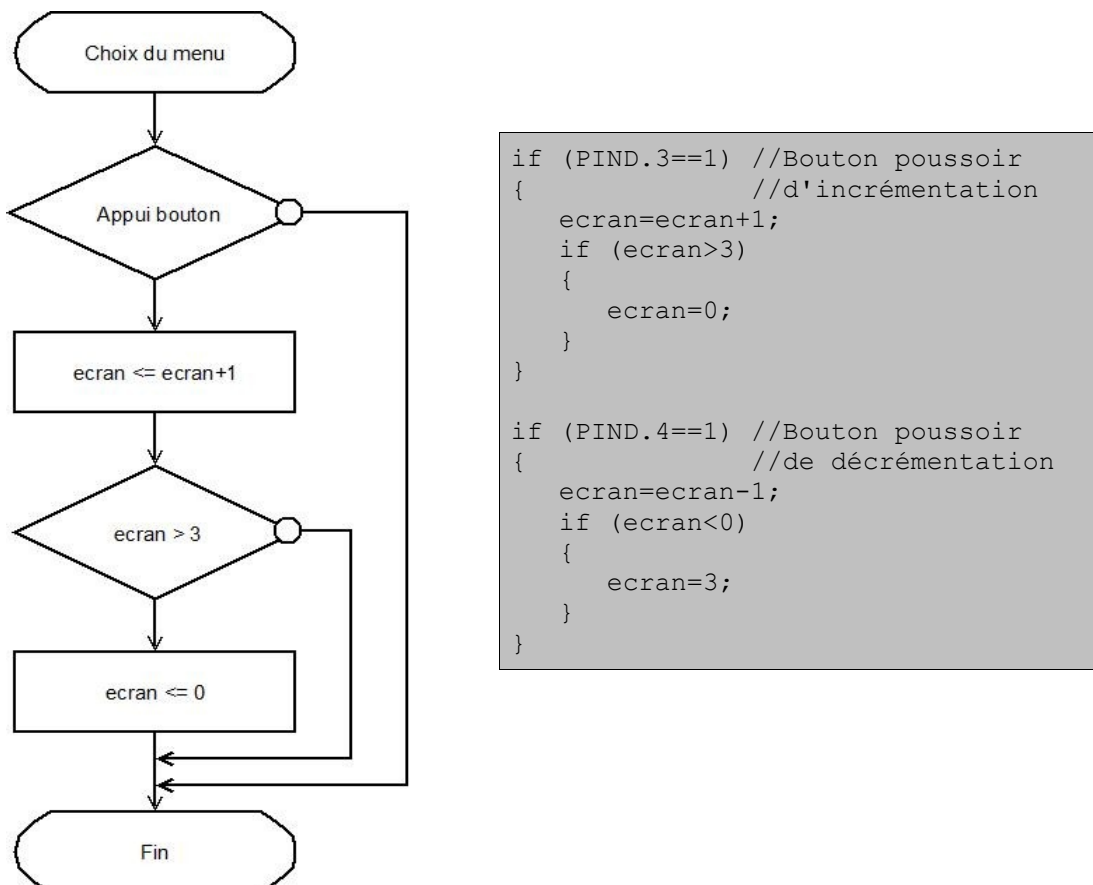 Choix du menu
Appui bouton
ecran <= ecran+1
ecran > 3
ecran <= 0
Fin
if (PIND.3==1) //Bouton poussoir
{ //d'incrémentation
ecran=ecran+1;
if (ecran>3)
{
ecran=0;
}
}
if (PIND.4==1) //Bouton poussoir
{ //de décrémentation
ecran=ecran-1;
if (ecran<0)
{
ecran=3;
}
}